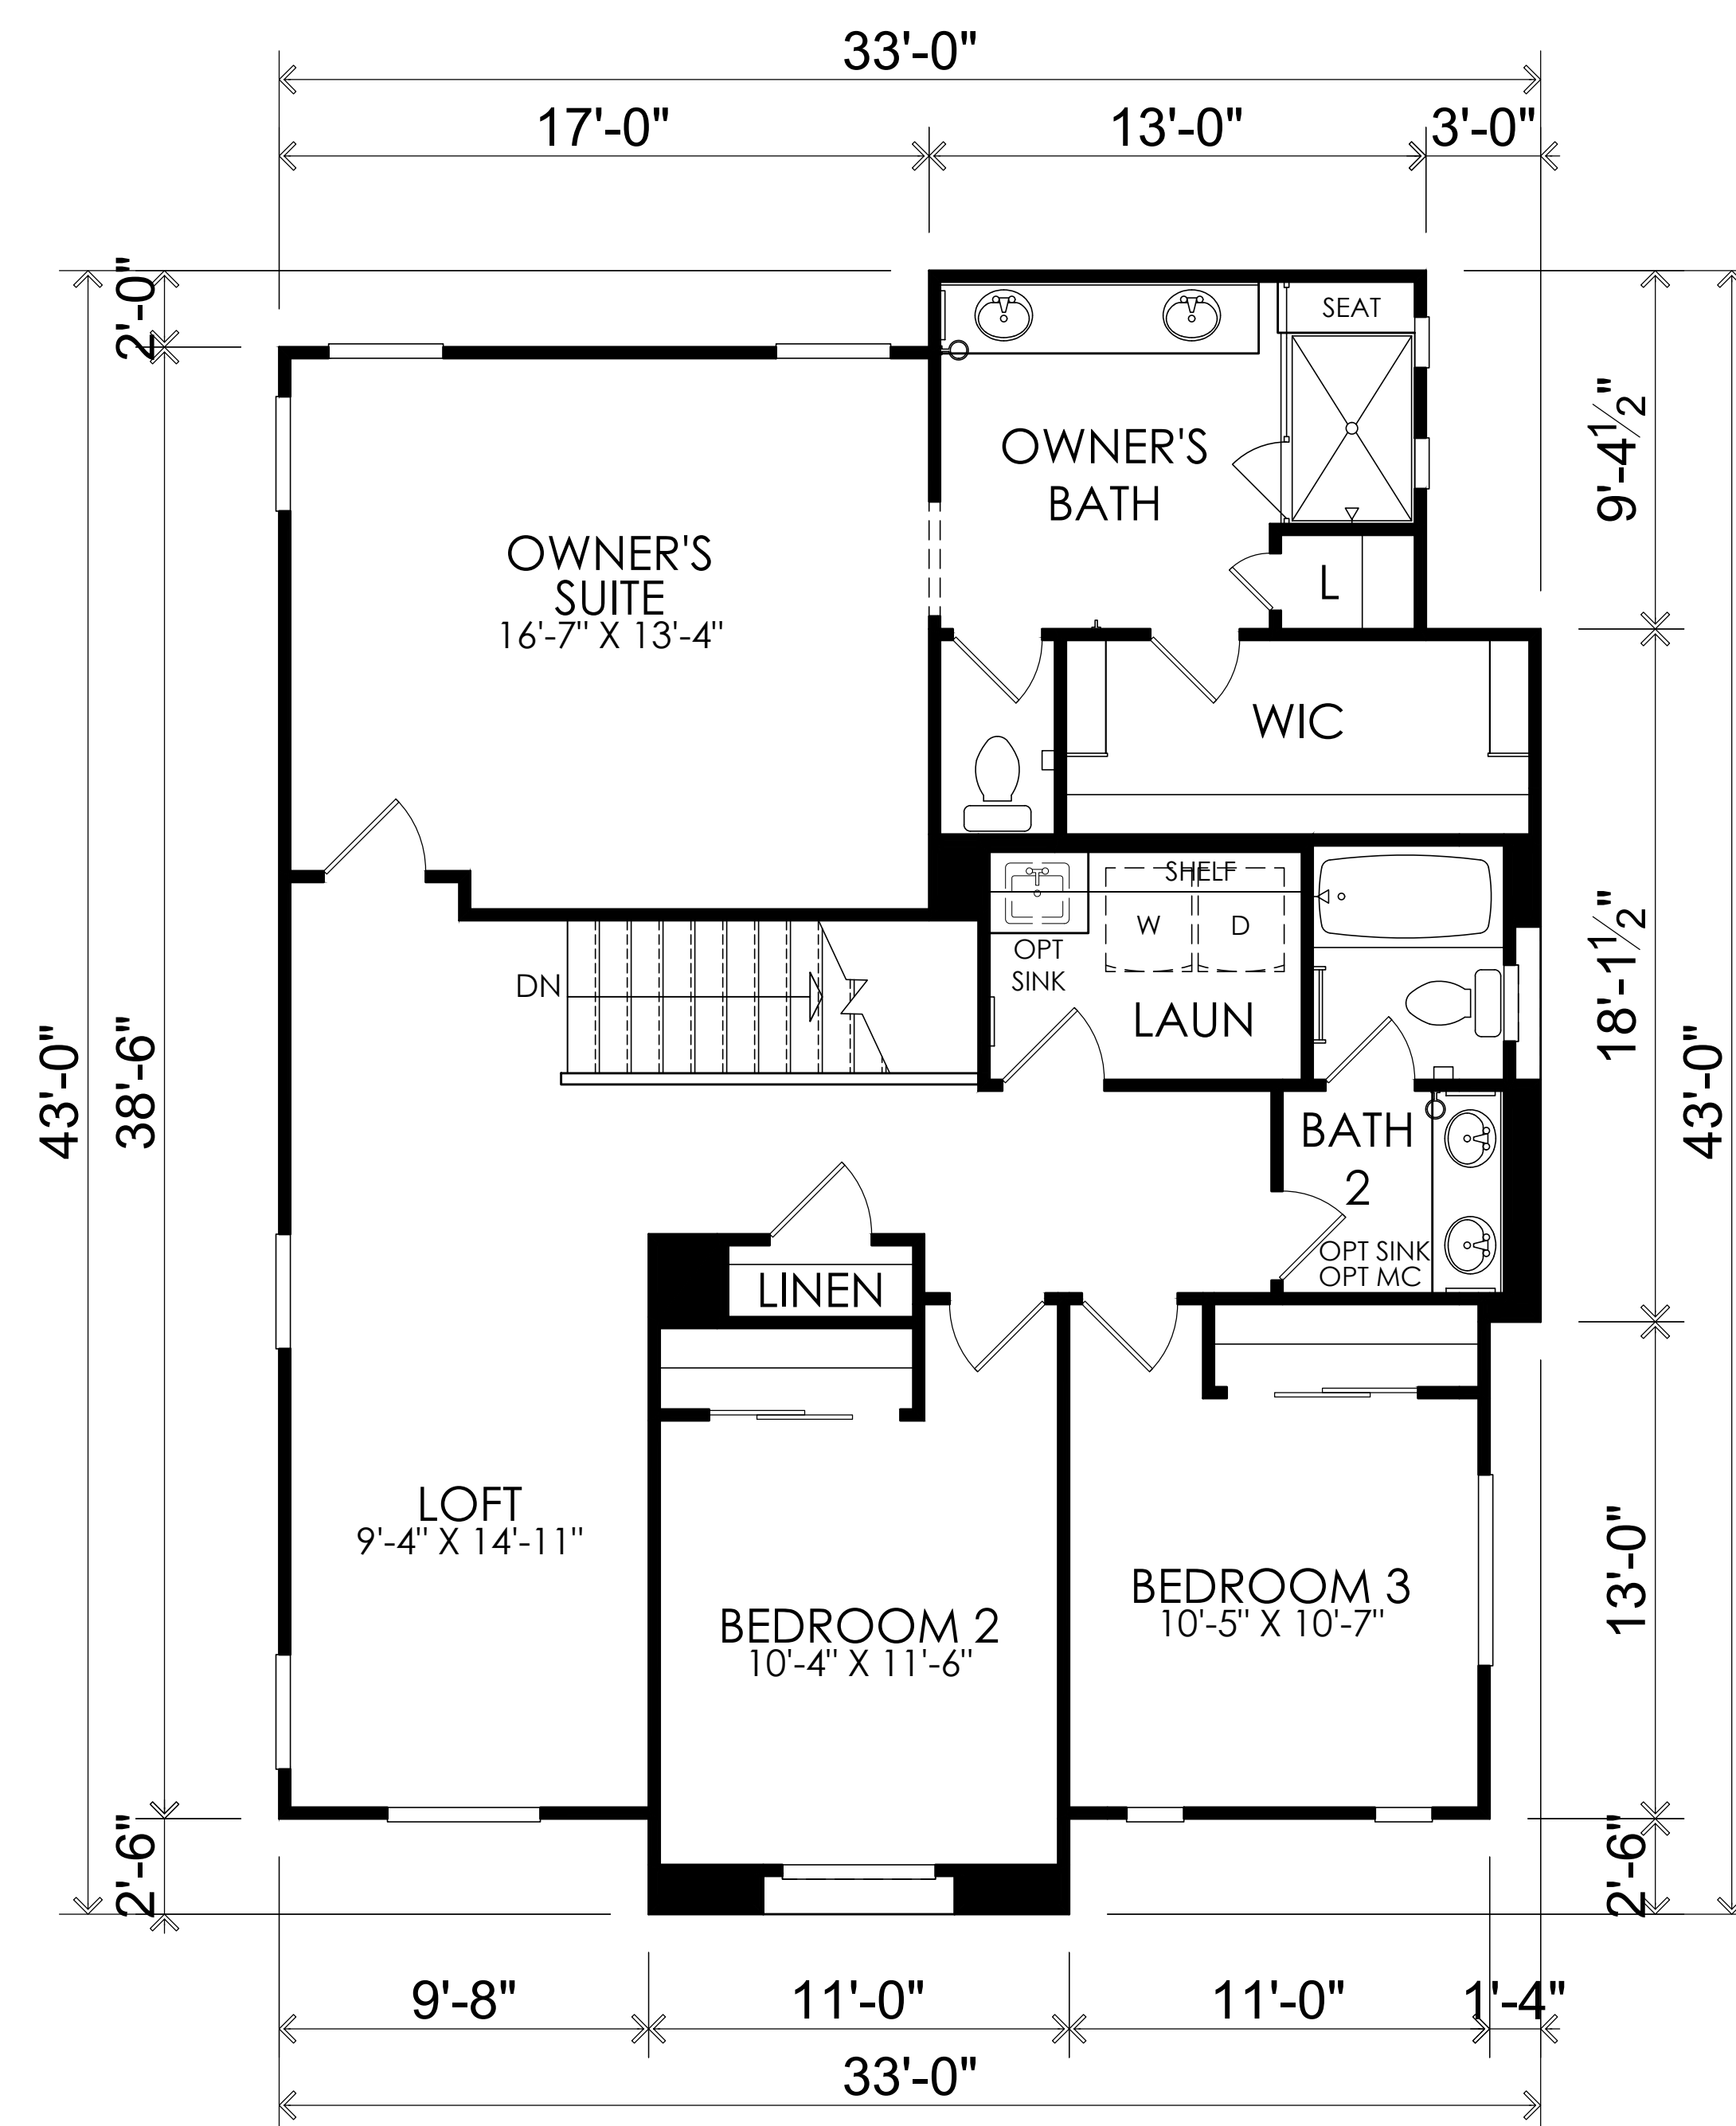 33'-0"
17'-0"
13'-0"
3'-0"
2'-0"
SEAT
OWNER'S
BATH
9'-4 1/2"
OWNER'S
SUITE
16'-7" X 13'-4"
L
WIC
SHELF
W
D
OPT
SINK
DN
LAUN
18'-1 1/2"
43'-0"
38'-6"
43'-0"
BATH
2
OPT SINK
OPT MC
LINEN
LOFT
9'-4" X 14'-11"
BEDROOM 3
10'-5" X 10'-7"
13'-0"
BEDROOM 2
10'-4" X 11'-6"
2'-6"
2'-6"
9'-8"
11'-0"
11'-0"
1'-4"
33'-0"